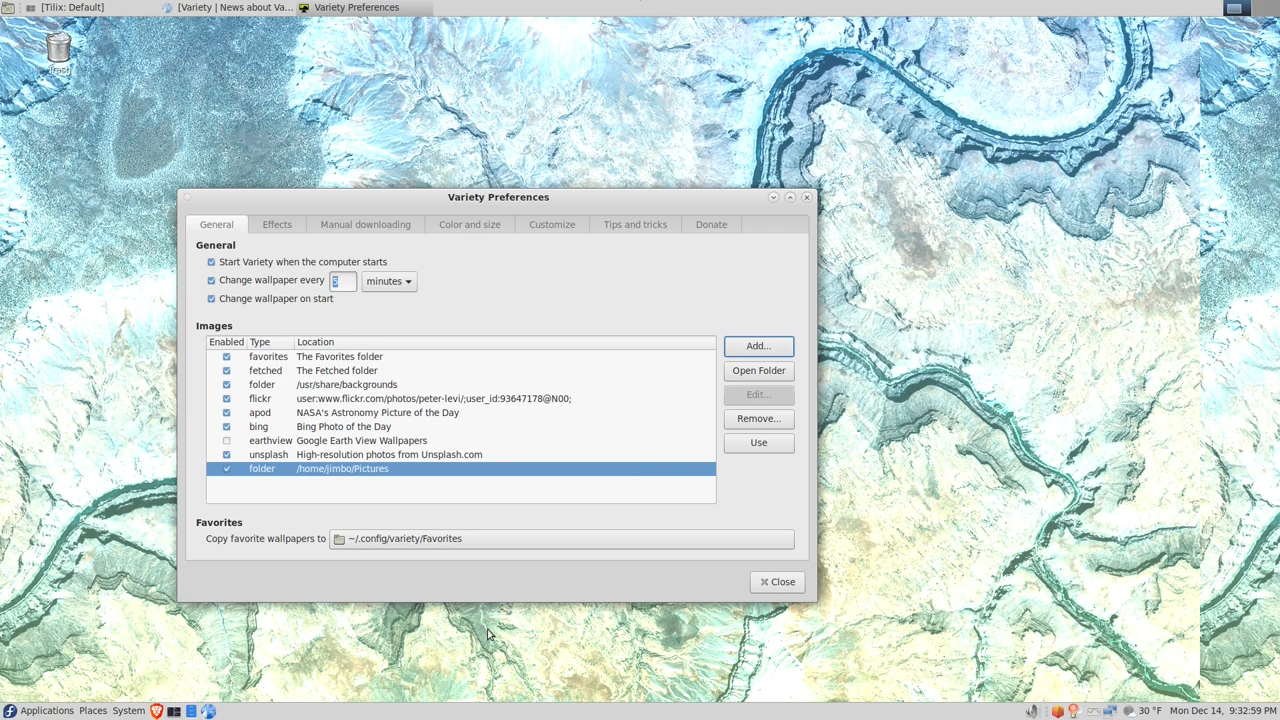 [Tilix: Default]
[Variety | News about Va...
Variety Preferences
Trash
Variety Preferences
General
Effects
Manual downloading
Color and size
Customize
Tips and tricks
Donate
General
Start Variety when the computer starts
Change wallpaper every 5 minutes
Change wallpaper on start
Images
Enabled Type Location
favorites The Favorites folder
fetched The Fetched folder
folder /usr/share/backgrounds
flickr user:www.flickr.com/photos/peter-levi/;user_id:93647178@N00;
apod NASA's Astronomy Picture of the Day
bing Bing Photo of the Day
earthview Google Earth View Wallpapers
unsplash High-resolution photos from Unsplash.com
folder /home/jimbo/Pictures
Add...
Open Folder
Edit...
Remove...
Use
Favorites
Copy favorite wallpapers to ~/.config/variety/Favorites
Close
Applications Places System
30 °F Mon Dec 14, 9:32:59 PM